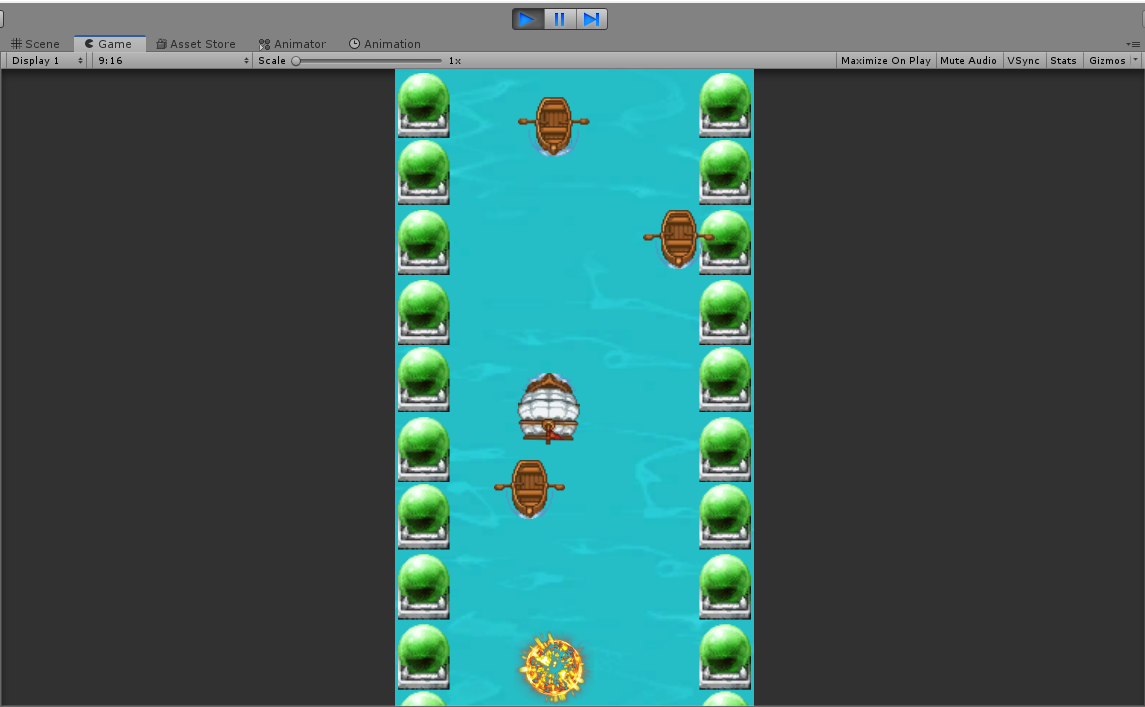 Scene Game Asset Store Animator Animation
Display 1 9:16 Scale 1x Maximize On Play Mute Audio VSync Stats Gizmos